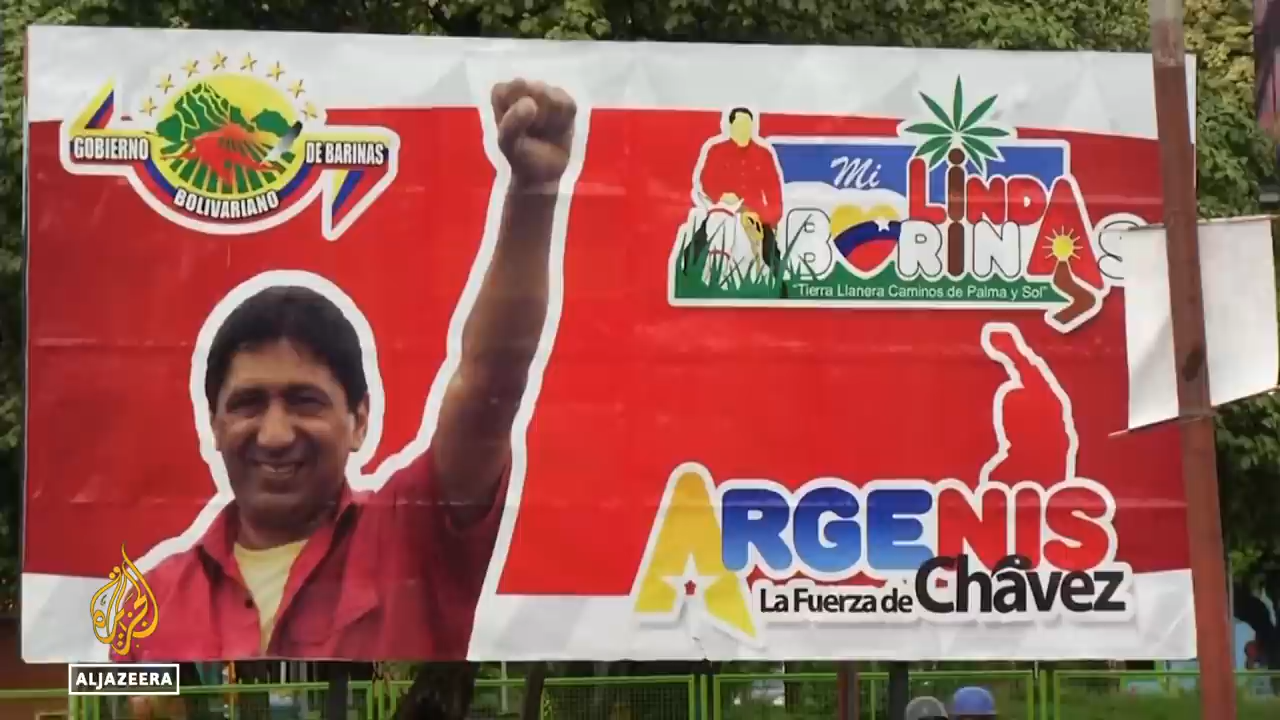 GOBIERNO
DE BARINAS
BOLIVARIANO
Mi
LINDA
BARINAS
"Tierra Llanera Caminos de Palma y Sol"
ARGENIS
La Fuerza de Chávez
الجزيرة
ALJAZEERA